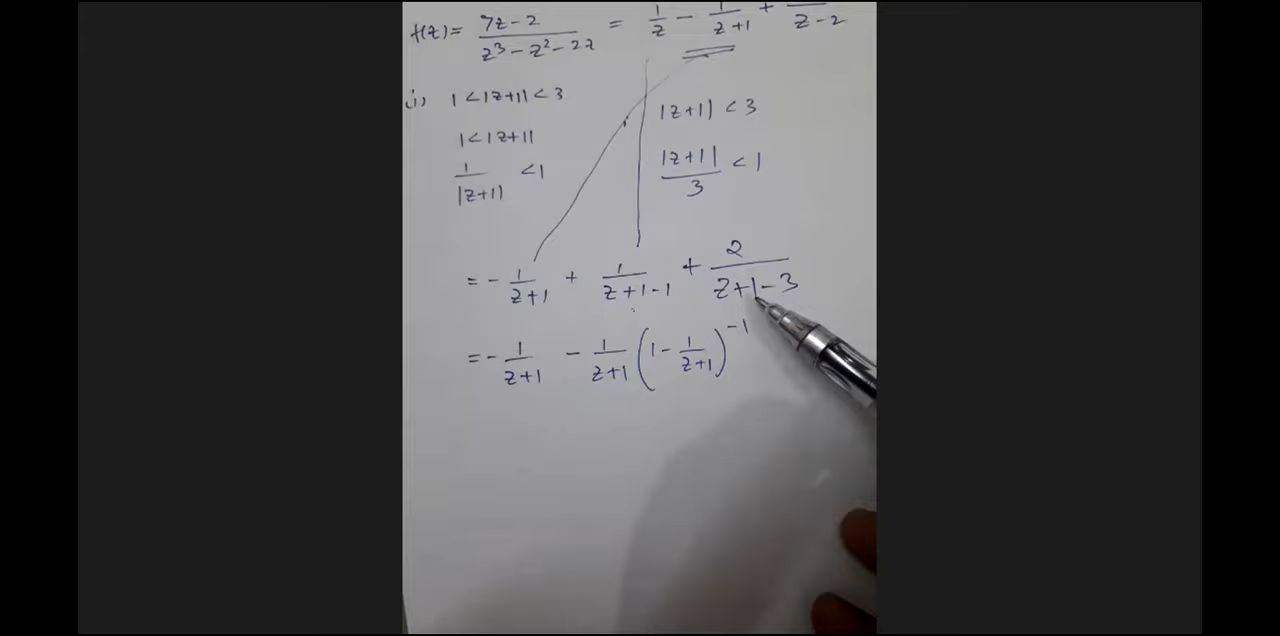 f(z) = 7z-2 / z³-z²-2z = 1/z - 1/z+1 + /z-2
i) 1<|z+1|<3
1<|z+1|
1/|z+1| <1
|z+1|<3
|z+1|/3 <1
= - 1/z+1 + 1/z+1-1 + 2/z+1-3
= - 1/z+1 - 1/z+1 (1 - 1/z+1)⁻¹